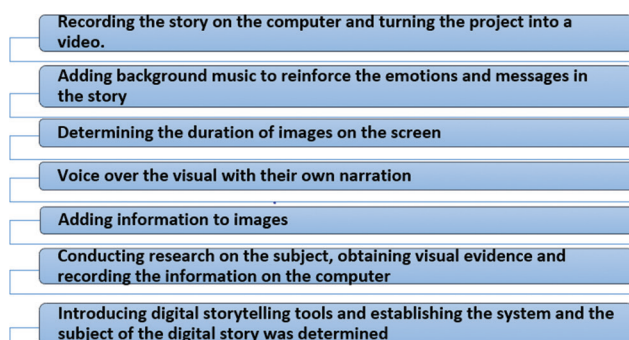 Recording the story on the computer and turning the project into a
video.
Adding background music to reinforce the emotions and messages in
the story
Determining the duration of images on the screen
Voice over the visual with their own narration
Adding information to images
Conducting research on the subject, obtaining visual evidence and
recording the information on the computer
Introducing digital storytelling tools and establishing the system and the
subject of the digital story was determined